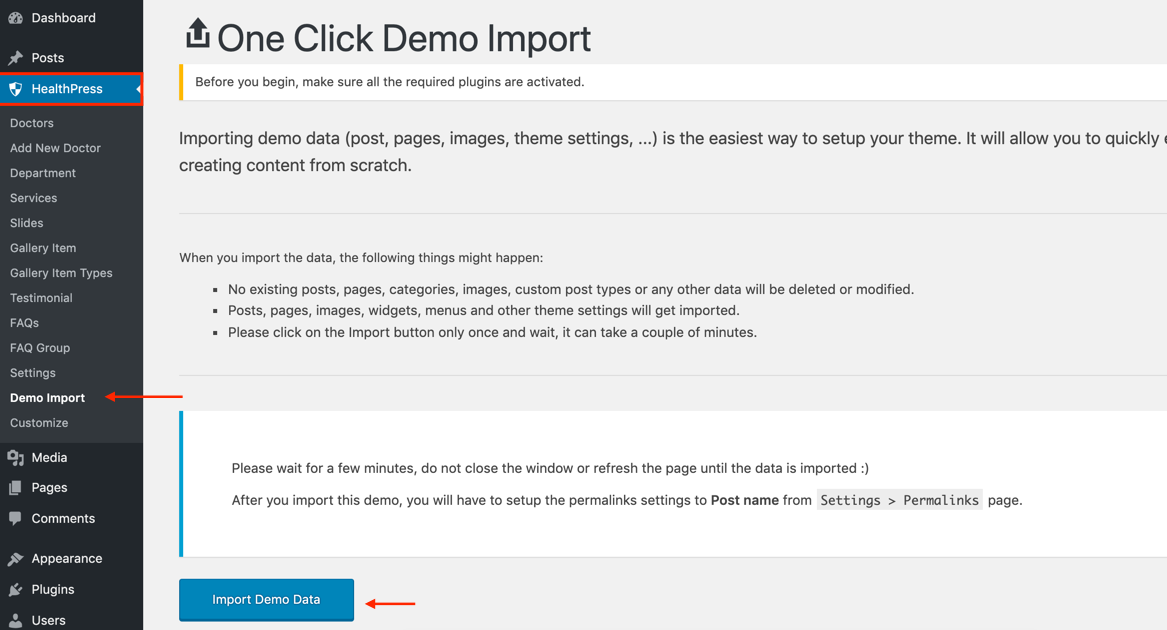 Dashboard
Posts
HealthPress
Doctors
Add New Doctor
Department
Services
Slides
Gallery Item
Gallery Item Types
Testimonial
FAQs
FAQ Group
Settings
Demo Import
Customize
Media
Pages
Comments
Appearance
Plugins
Users
One Click Demo Import
Before you begin, make sure all the required plugins are activated.
Importing demo data (post, pages, images, theme settings, ...) is the easiest way to setup your theme. It will allow you to quickly
creating content from scratch.
When you import the data, the following things might happen:
No existing posts, pages, categories, images, custom post types or any other data will be deleted or modified.
Posts, pages, images, widgets, menus and other theme settings will get imported.
Please click on the Import button only once and wait, it can take a couple of minutes.
Please wait for a few minutes, do not close the window or refresh the page until the data is imported :)
After you import this demo, you will have to setup the permalinks settings to Post name from Settings > Permalinks page.
Import Demo Data